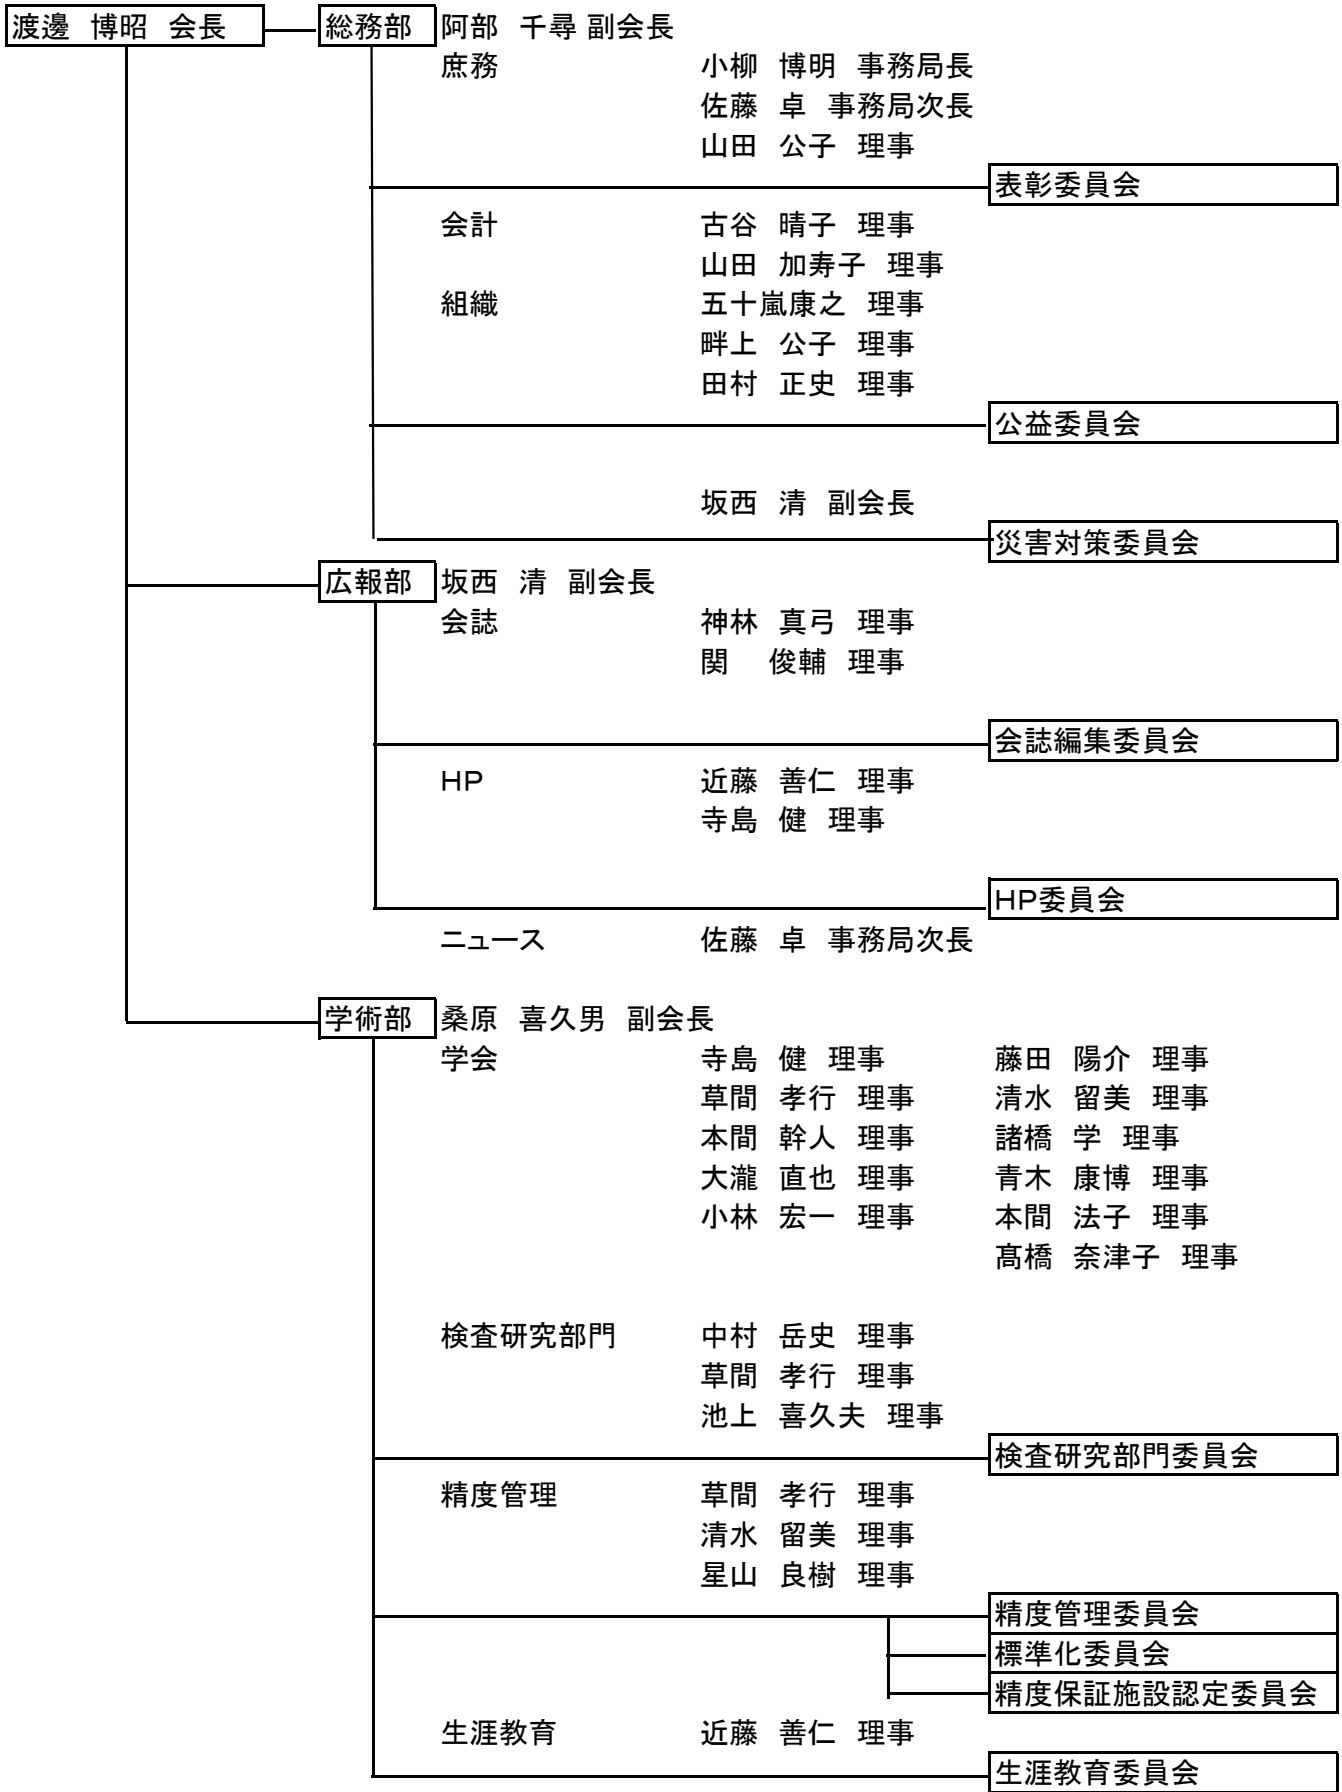 渡邊　博昭　会長　総務部　阿部　千尋 副会長
庶務　小柳　博明　事務局長
佐藤　卓　事務局次長
山田　公子　理事
表彰委員会
会計　古谷　晴子　理事
山田　加寿子　理事
組織　五十嵐康之　理事
畔上　公子　理事
田村　正史　理事
公益委員会
坂西　清　副会長
災害対策委員会
広報部　坂西　清　副会長
会誌　神林　真弓　理事
関　俊輔　理事
会誌編集委員会
HP　近藤　善仁　理事
寺島　健　理事
HP委員会
ニュース　佐藤　卓　事務局次長
学術部　桑原　喜久男　副会長
学会　寺島　健　理事　藤田　陽介　理事
草間　孝行　理事　清水　留美　理事
本間　幹人　理事　諸橋　学　理事
大瀧　直也　理事　青木　康博　理事
小林　宏一　理事　本間　法子　理事
髙橋　奈津子　理事
検査研究部門　中村　岳史　理事
草間　孝行　理事
池上　喜久夫　理事
検査研究部門委員会
精度管理　草間　孝行　理事
清水　留美　理事
星山　良樹　理事
精度管理委員会
標準化委員会
精度保証施設認定委員会
生涯教育　近藤　善仁　理事
生涯教育委員会